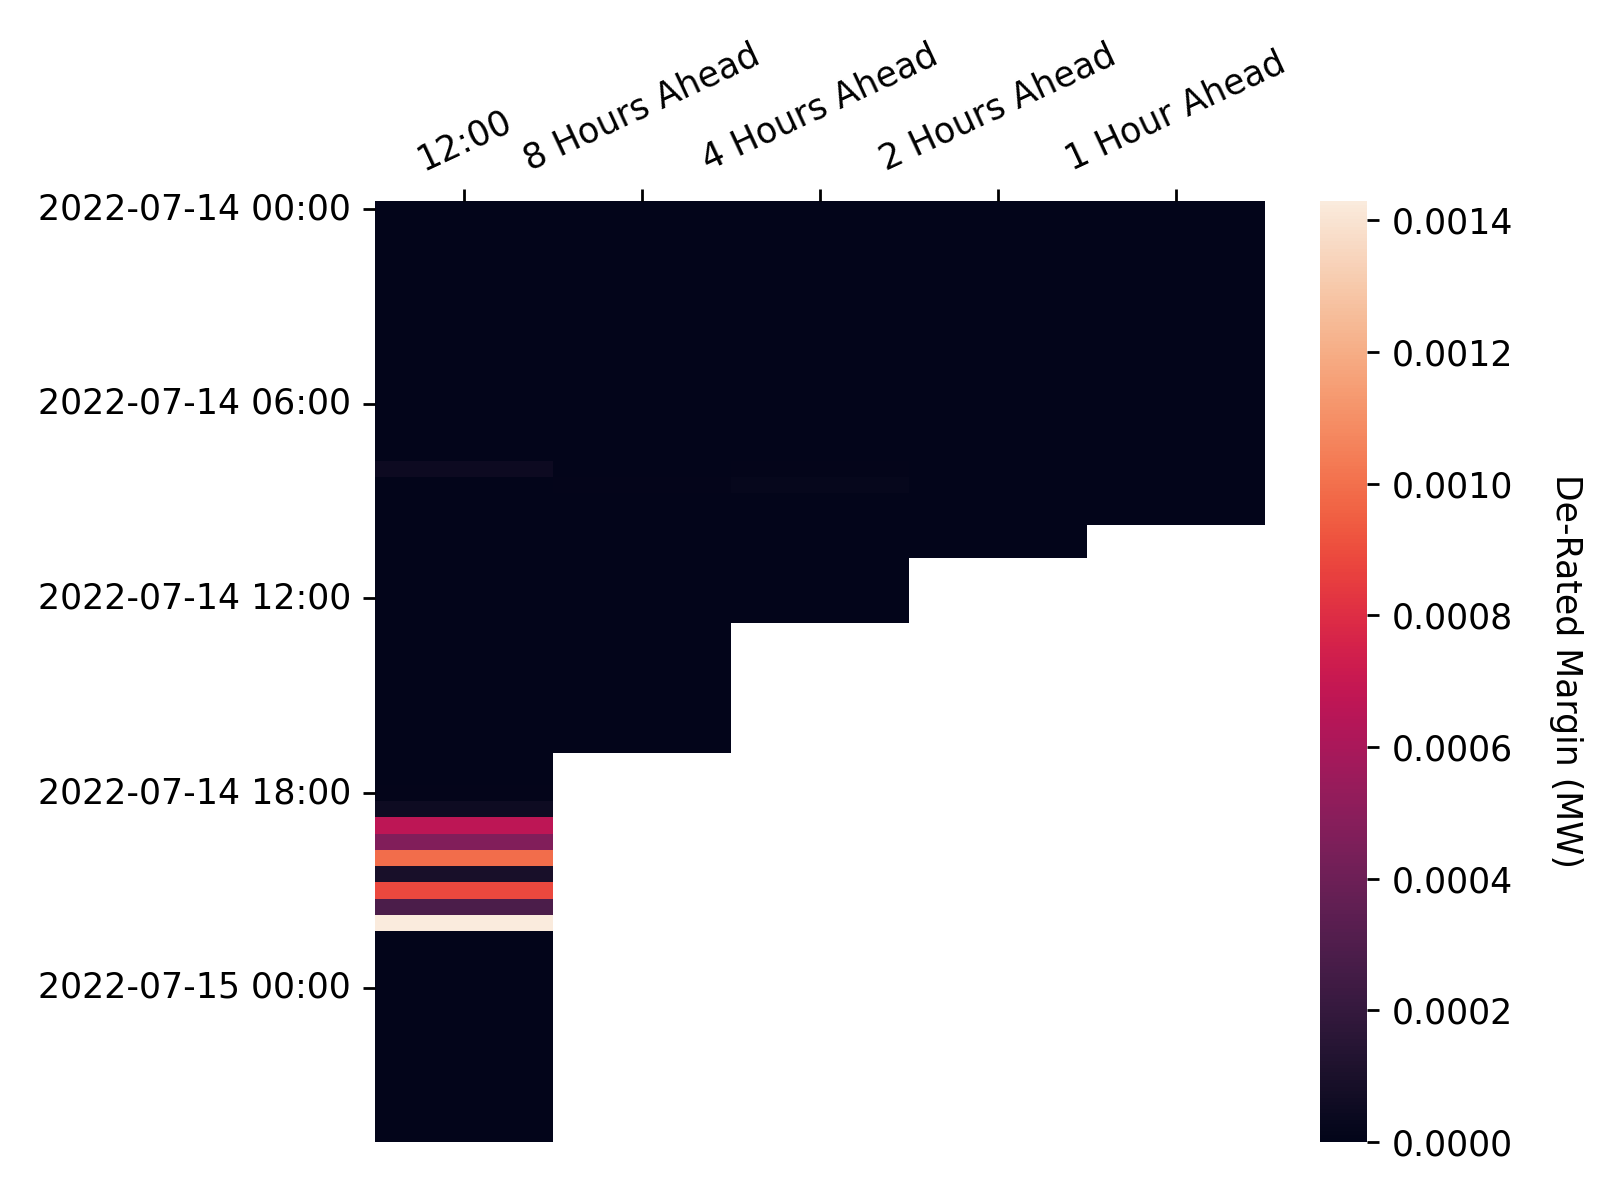 12:00
8 Hours Ahead
4 Hours Ahead
2 Hours Ahead
1 Hour Ahead
2022-07-14 00:00
2022-07-14 06:00
2022-07-14 12:00
2022-07-14 18:00
2022-07-15 00:00
0.0014
0.0012
0.0010
0.0008
0.0006
0.0004
0.0002
0.0000
De-Rated Margin (MW)